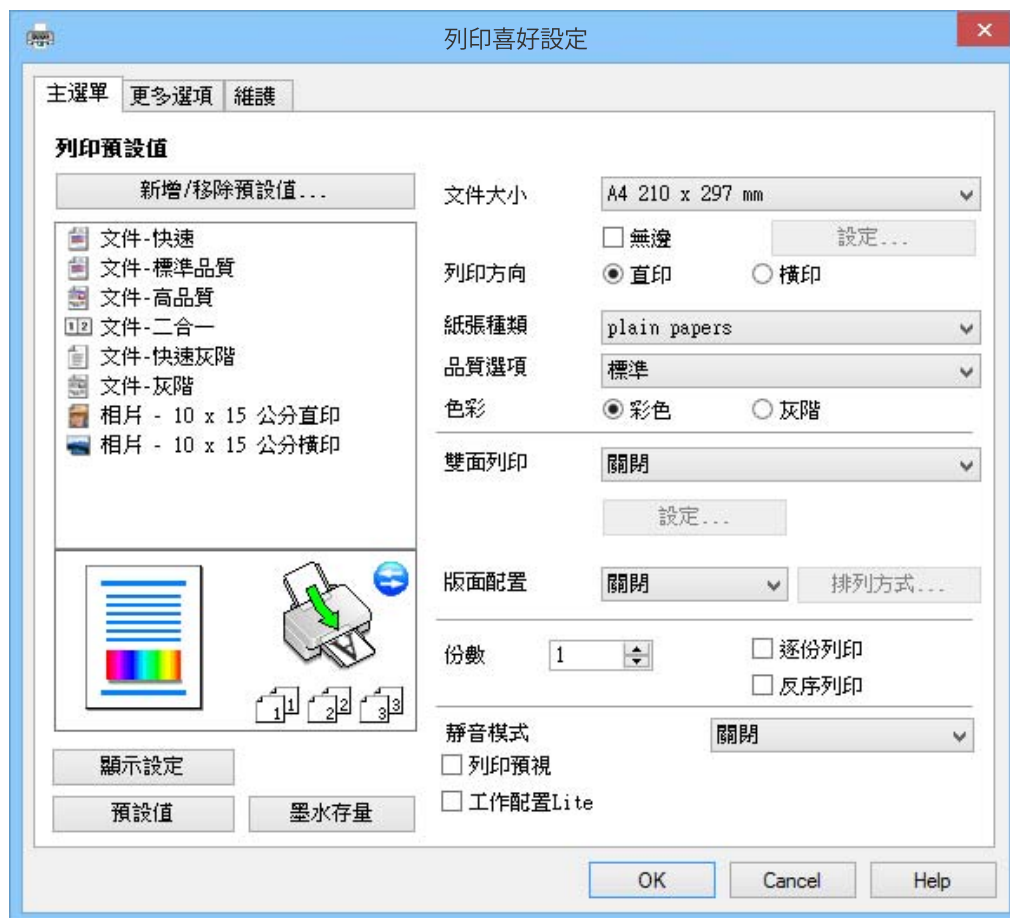 列印喜好設定
主選單 更多選項 維護
列印預設值
新增/移除預設值...
文件-快速
文件-標準品質
文件-高品質
文件-二合一
文件-快速灰階
文件-灰階
相片 - 10 x 15 公分直印
相片 - 10 x 15 公分橫印
1 1 2 2 3 3
顯示設定
預設值 墨水存量
文件大小 A4 210 x 297 mm
無邊 設定...
列印方向 直印 橫印
紙張種類 plain papers
品質選項 標準
色彩 彩色 灰階
雙面列印 關閉
設定...
版面配置 關閉 排列方式...
份數 1 逐份列印
反序列印
靜音模式 關閉
列印預視
工作配置Lite
OK Cancel Help